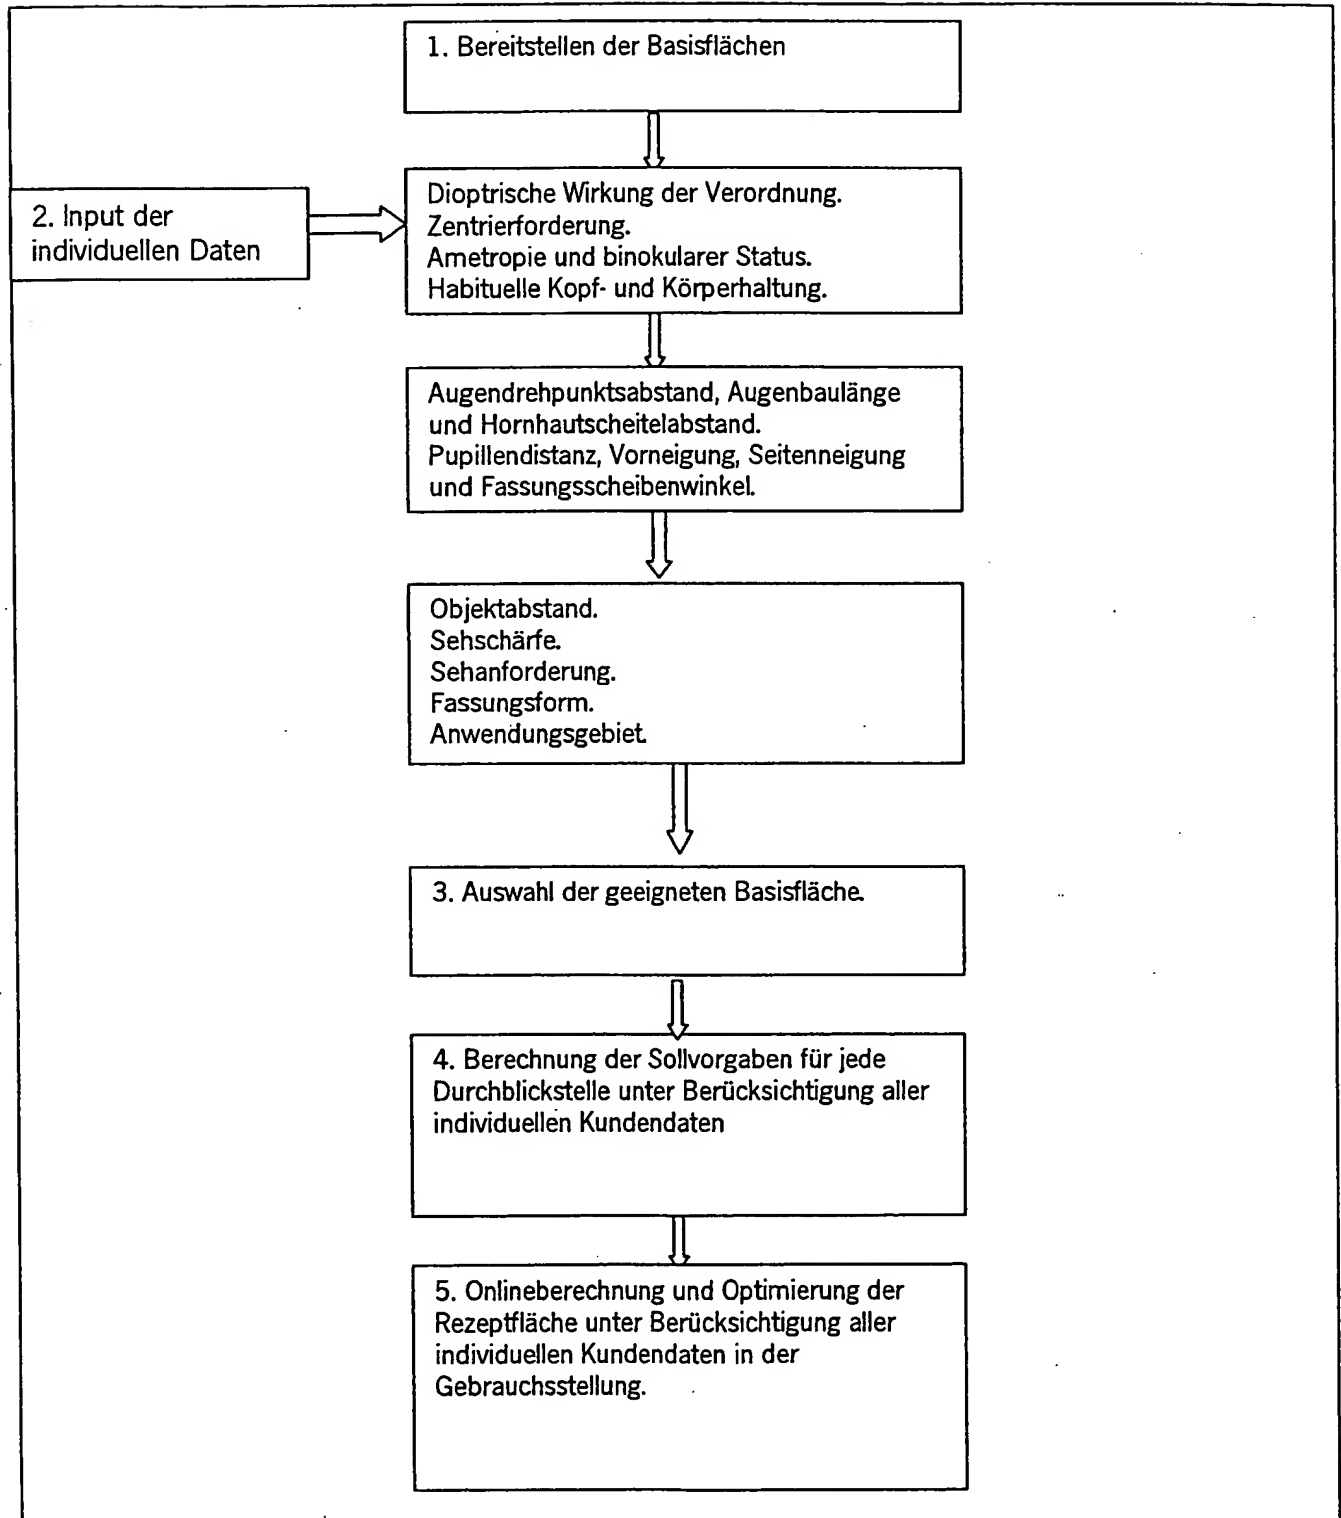 1. Bereitstellen der Basisflächen
2. Input der
individuellen Daten
Dioptrische Wirkung der Verordnung.
Zentrierforderung.
Ametropie und binokularer Status.
Habituelle Kopf- und Körperhaltung.
Augendrehpunktsabstand, Augenbaulänge
und Hornhautscheitelabstand.
Pupillendistanz, Vorneigung, Seitenneigung
und Fassungsscheibenwinkel.
Objektabstand.
Sehschärfe.
Sehanforderung.
Fassungsform.
Anwendungsgebiet.
3. Auswahl der geeigneten Basisfläche.
4. Berechnung der Sollvorgaben für jede
Durchblickstelle unter Berücksichtigung aller
individuellen Kundendaten
5. Onlineberechnung und Optimierung der
Rezeptfläche unter Berücksichtigung aller
individuellen Kundendaten in der
Gebrauchsstellung.